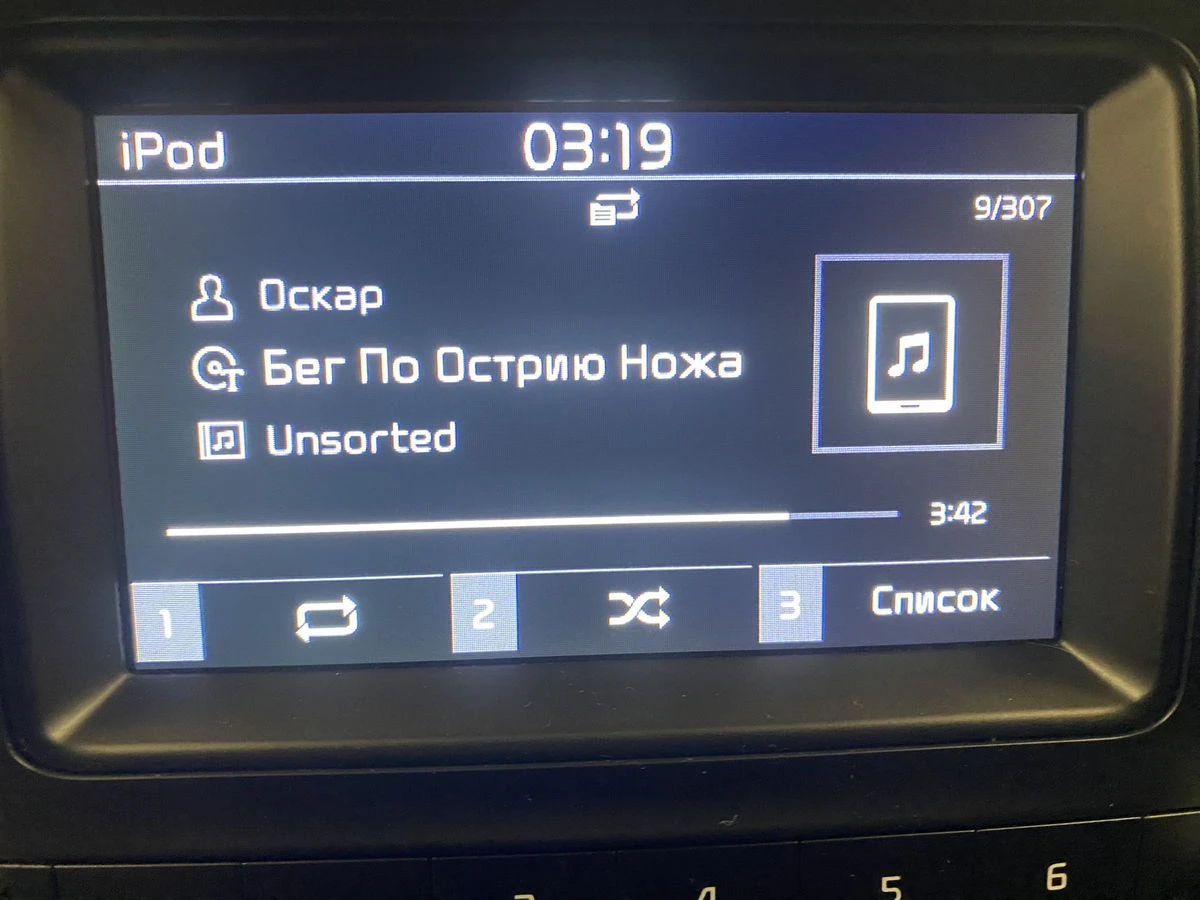 iPod 03:19
9/307
Оскар
Бег По Острию Ножа
Unsorted
3:42
1 2 3 Список
5 6